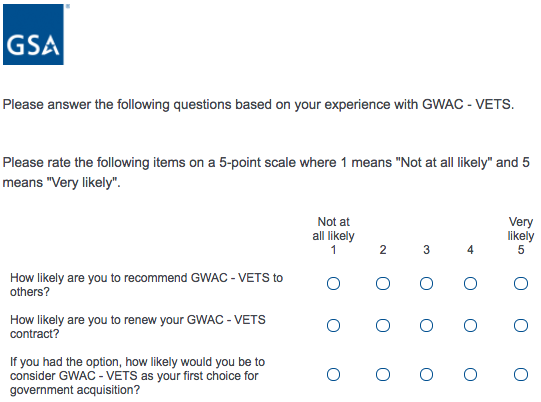 GSA
Please answer the following questions based on your experience with GWAC - VETS.
Please rate the following items on a 5-point scale where 1 means "Not at all likely" and 5
means "Very likely".
Not at
all likely
1
2
3
4
Very
likely
5
How likely are you to recommend GWAC - VETS to
others?
How likely are you to renew your GWAC - VETS
contract?
If you had the option, how likely would you be to
consider GWAC - VETS as your first choice for
government acquisition?